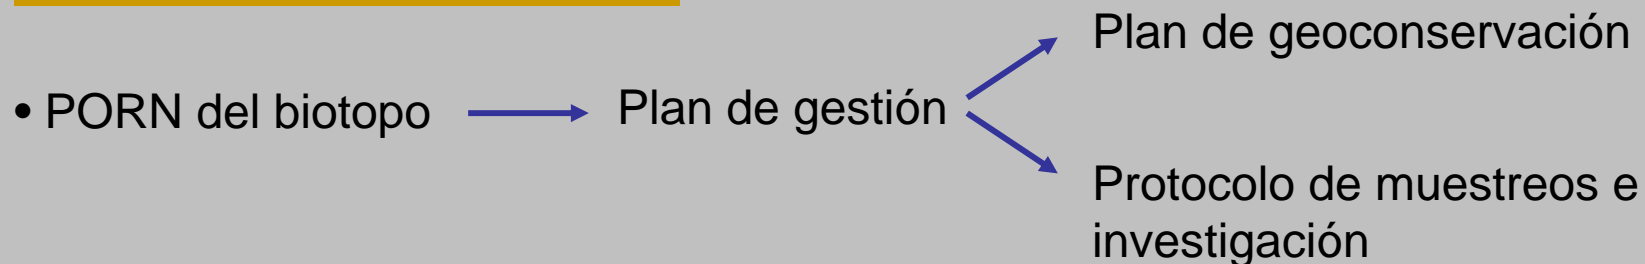 Plan de geoconservación
• PORN del biotopo
Plan de gestión
Protocolo de muestreos e
investigación